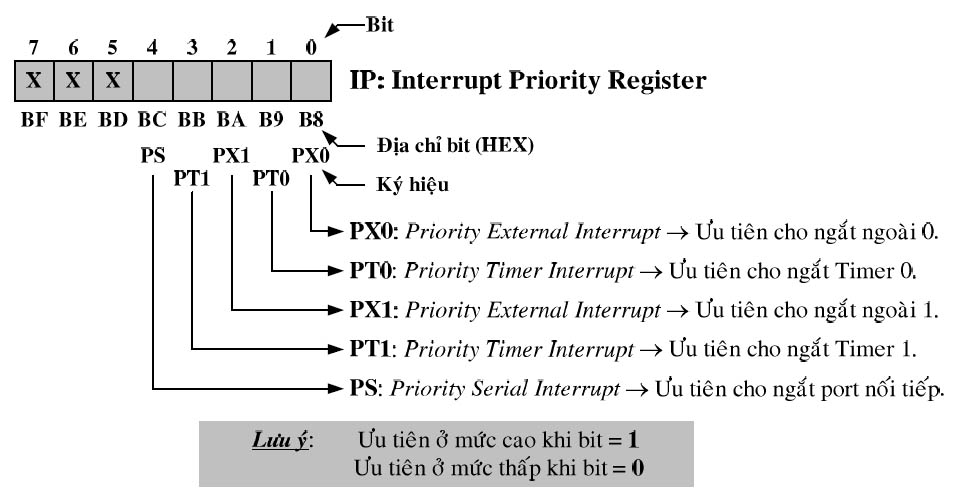 Bit
7 6 5 4 3 2 1 0
X X X
IP: Interrupt Priority Register
BF BE BD BC BB BA B9 B8
Địa chỉ bit (HEX)
PS PX1 PX0
PT1 PT0
Ký hiệu
PX0: Priority External Interrupt → Ưu tiên cho ngắt ngoài 0.
PT0: Priority Timer Interrupt → Ưu tiên cho ngắt Timer 0.
PX1: Priority External Interrupt → Ưu tiên cho ngắt ngoài 1.
PT1: Priority Timer Interrupt → Ưu tiên cho ngắt Timer 1.
PS: Priority Serial Interrupt → Ưu tiên cho ngắt port nối tiếp.
Lưu ý: Ưu tiên ở mức cao khi bit = 1
Ưu tiên ở mức thấp khi bit = 0